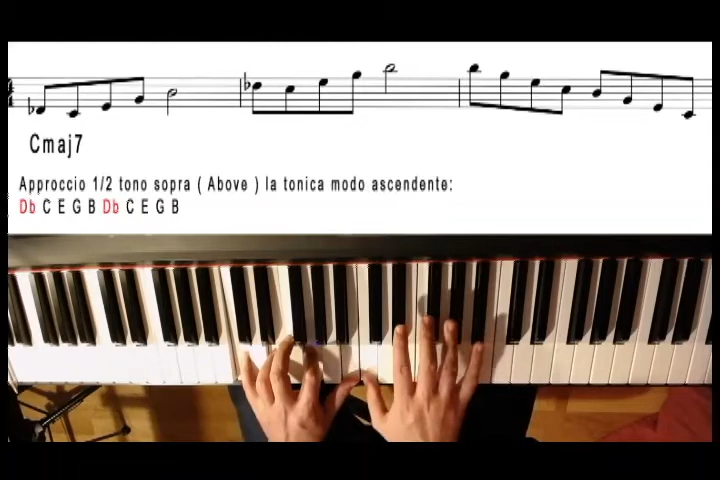 Cmaj7
Approccio 1/2 tono sopra ( Above ) la tonica modo ascendente:
Db C E G B Db C E G B